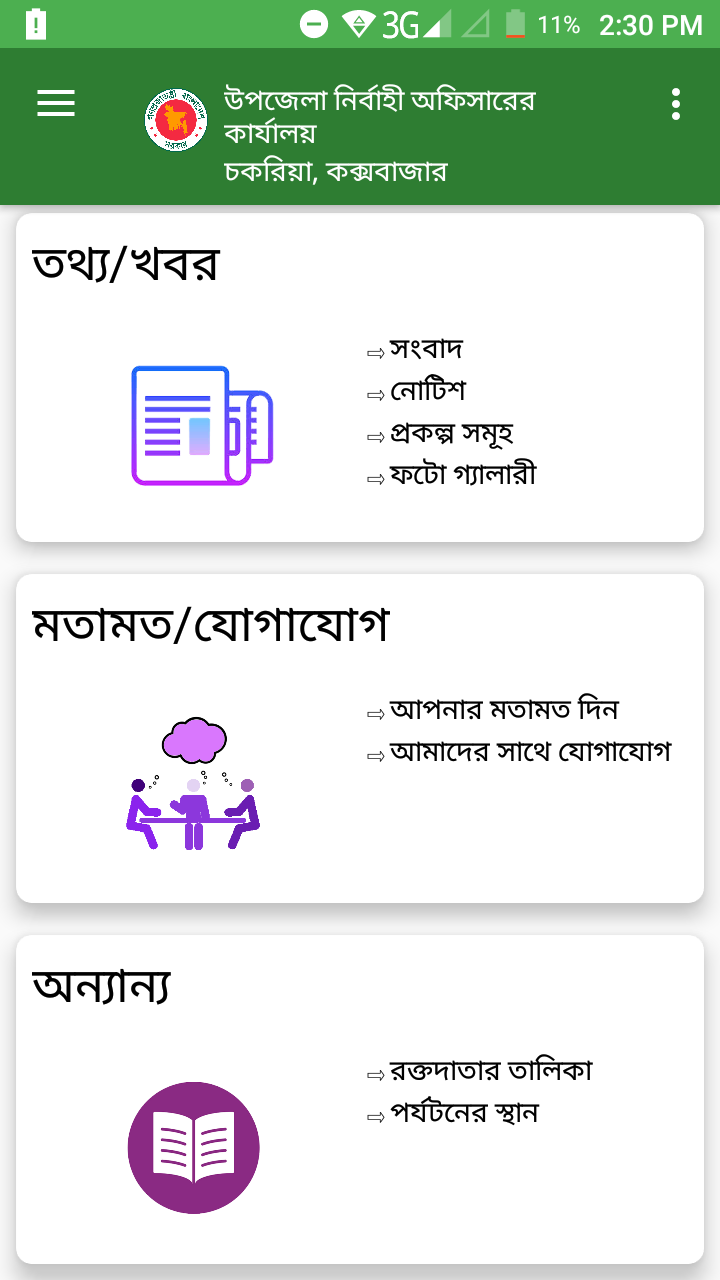 3G 11% 2:30 PM
উপজেলা নির্বাহী অফিসারের
কার্যালয়
চকরিয়া, কক্সবাজার
তথ্য/খবর
⇨ সংবাদ
⇨ নোটিশ
⇨ প্রকল্প সমূহ
⇨ ফটো গ্যালারী
মতামত/যোগাযোগ
⇨ আপনার মতামত দিন
⇨ আমাদের সাথে যোগাযোগ
অন্যান্য
⇨ রক্তদাতার তালিকা
⇨ পর্যটনের স্থান